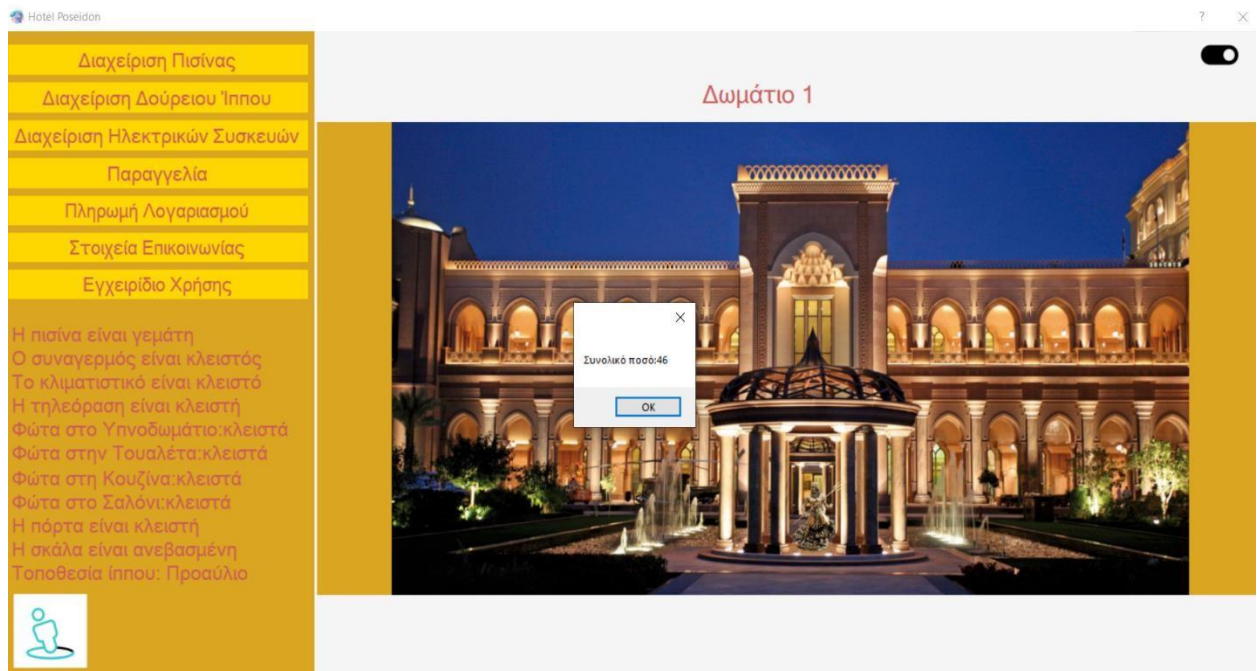 Hotel Poseidon
Διαχείριση Πισίνας
Διαχείριση Δούρειου Ίππου
Διαχείριση Ηλεκτρικών Συσκευών
Παραγγελία
Πληρωμή Λογαριασμού
Στοιχεία Επικοινωνίας
Εγχειρίδιο Χρήσης
Η πισίνα είναι γεμάτη
Ο συναγερμός είναι κλειστός
Το κλιματιστικό είναι κλειστό
Η τηλεόραση είναι κλειστή
Φώτα στο Υπνοδωμάτιο:κλειστά
Φώτα στην Τουαλέτα:κλειστά
Φώτα στη Κουζίνα:κλειστά
Φώτα στο Σαλόνι:κλειστά
Η πόρτα είναι κλειστή
Η σκάλα είναι ανεβασμένη
Τοποθεσία ίππου: Προαύλιο
Δωμάτιο 1
Συνολικό ποσό:46
OK